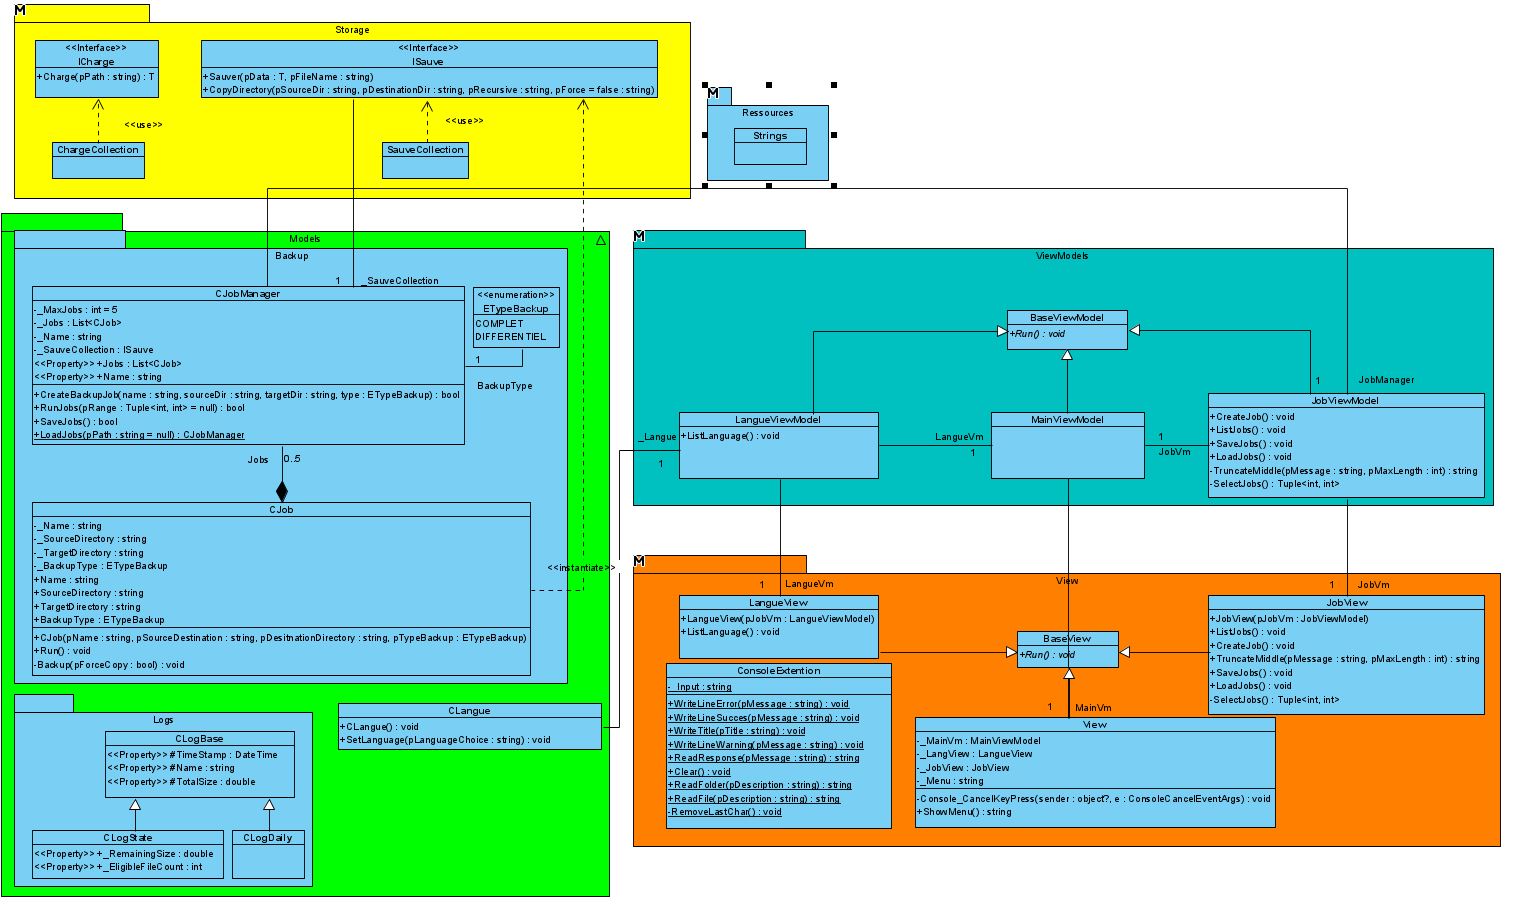 M
Storage
<<Interface>>
ICharge
+Charge(pPath : string) : T
<<Interface>>
ISauve
+Sauver(pData : T, pFileName : string)
+CopyDirectory(pSourceDir : string, pDestinationDir : string, pRecursive : string, pForce = false : string)
<<use>>
<<use>>
ChargeCollection
SauveCollection
M
Ressources
Strings
Models
Backup
1
_SauveCollection
CJobManager
-_MaxJobs : int = 5
-_Jobs : List<CJob>
-_Name : string
-_SauveCollection : ISauve
<<Property>> +Jobs : List<CJob>
<<Property>> +Name : string
+CreateBackupJob(name : string, sourceDir : string, targetDir : string, type : ETypeBackup) : bool
+RunJobs(pRange : Tuple<int, int> = null) : bool
+SaveJobs() : bool
+LoadJobs(pPath : string = null) : CJobManager
<<enumeration>>
ETypeBackup
COMPLET
DIFFERENTIEL
1
BackupType
Jobs
0..5
CJob
-_Name : string
-_SourceDirectory : string
-_TargetDirectory : string
-_BackupType : ETypeBackup
+Name : string
+SourceDirectory : string
+TargetDirectory : string
+BackupType : ETypeBackup
+CJob(pName : string, pSourceDestination : string, pDesitnationDirectory : string, pTypeBackup : ETypeBackup)
+Run() : void
-Backup(pForceCopy : bool) : void
<<instantiate>>
Logs
CLogBase
<<Property>> #TimeStamp : DateTime
<<Property>> #Name : string
<<Property>> #TotalSize : double
CLogState
<<Property>> +_RemainingSize : double
<<Property>> +_EligibleFileCount : int
CLogDaily
CLangue
+CLangue() : void
+SetLanguage(pLanguageChoice : string) : void
M
ViewModels
BaseViewModel
+Run() : void
1
JobManager
_Langue
1
LangueViewModel
+ListLanguage() : void
LangueVm
1
MainViewModel
1
JobVm
JobViewModel
+CreateJob() : void
+ListJobs() : void
+SaveJobs() : void
+LoadJobs() : void
-TruncateMiddle(pMessage : string, pMaxLength : int) : string
-SelectJobs() : Tuple<int, int>
M
View
1
LangueVm
1
JobVm
LangueView
+LangueView(pJobVm : LangueViewModel)
+ListLanguage() : void
BaseView
+Run() : void
JobView
+JobView(pJobVm : JobViewModel)
+ListJobs() : void
+CreateJob() : void
+TruncateMiddle(pMessage : string, pMaxLength : int) : string
+SaveJobs() : void
+LoadJobs() : void
-SelectJobs() : Tuple<int, int>
ConsoleExtention
-_Input : string
+WriteLineError(pMessage : string) : void
+WriteLineSucces(pMessage : string) : void
+WriteTitle(pTitle : string) : void
+WriteLineWarning(pMessage : string) : void
+ReadResponse(pMessage : string) : string
+Clear() : void
+ReadFolder(pDescription : string) : string
+ReadFile(pDescription : string) : string
-RemoveLastChar() : void
1
MainVm
View
-_MainVm : MainViewModel
-_LangView : LangueView
-_JobView : JobView
-_Menu : string
-Console_CancelKeyPress(sender : object?, e : ConsoleCancelEventArgs) : void
+ShowMenu() : string